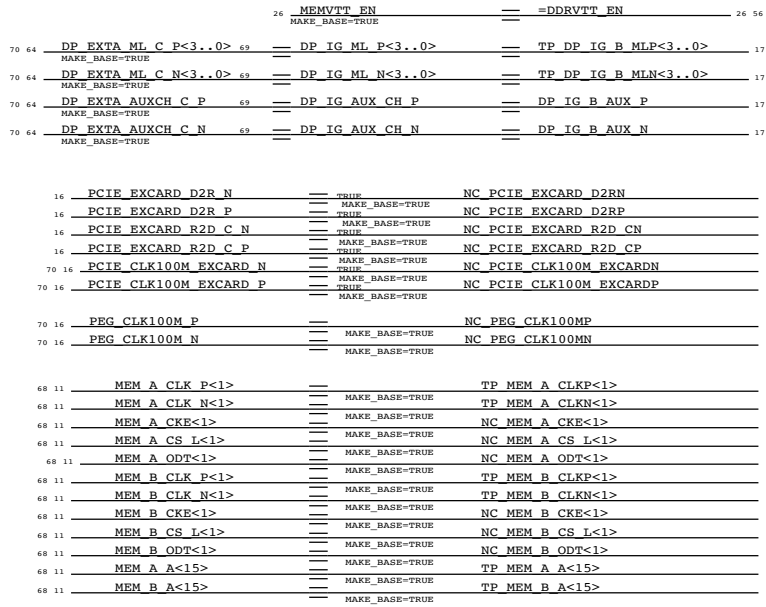 26 MEMVTT_EN =DDRVTT_EN 26 56
MAKE_BASE=TRUE
70 64 DP_EXTA_ML_C_P<3..0> 69 DP_IG_ML_P<3..0> TP_DP_IG_B_MLP<3..0> 17
MAKE_BASE=TRUE
70 64 DP_EXTA_ML_C_N<3..0> 69 DP_IG_ML_N<3..0> TP_DP_IG_B_MLN<3..0> 17
MAKE_BASE=TRUE
70 64 DP_EXTA_AUXCH_C_P 69 DP_IG_AUX_CH_P DP_IG_B_AUX_P 17
MAKE_BASE=TRUE
70 64 DP_EXTA_AUXCH_C_N 69 DP_IG_AUX_CH_N DP_IG_B_AUX_N 17
MAKE_BASE=TRUE
16 PCIE_EXCARD_D2R_N TRUE NC_PCIE_EXCARD_D2RN
MAKE_BASE=TRUE
16 PCIE_EXCARD_D2R_P TRUE NC_PCIE_EXCARD_D2RP
MAKE_BASE=TRUE
16 PCIE_EXCARD_R2D_C_N TRUE NC_PCIE_EXCARD_R2D_CN
MAKE_BASE=TRUE
16 PCIE_EXCARD_R2D_C_P TRUE NC_PCIE_EXCARD_R2D_CP
MAKE_BASE=TRUE
70 16 PCIE_CLK100M_EXCARD_N TRUE NC_PCIE_CLK100M_EXCARDN
MAKE_BASE=TRUE
70 16 PCIE_CLK100M_EXCARD_P TRUE NC_PCIE_CLK100M_EXCARDP
MAKE_BASE=TRUE
70 16 PEG_CLK100M_P NC_PEG_CLK100MP
MAKE_BASE=TRUE
70 16 PEG_CLK100M_N NC_PEG_CLK100MN
MAKE_BASE=TRUE
68 11 MEM_A_CLK_P<1> TP_MEM_A_CLKP<1>
MAKE_BASE=TRUE
68 11 MEM_A_CLK_N<1> TP_MEM_A_CLKN<1>
MAKE_BASE=TRUE
68 11 MEM_A_CKE<1> NC_MEM_A_CKE<1>
MAKE_BASE=TRUE
68 11 MEM_A_CS_L<1> NC_MEM_A_CS_L<1>
MAKE_BASE=TRUE
68 11 MEM_A_ODT<1> NC_MEM_A_ODT<1>
MAKE_BASE=TRUE
68 11 MEM_B_CLK_P<1> TP_MEM_B_CLKP<1>
MAKE_BASE=TRUE
68 11 MEM_B_CLK_N<1> TP_MEM_B_CLKN<1>
MAKE_BASE=TRUE
68 11 MEM_B_CKE<1> NC_MEM_B_CKE<1>
MAKE_BASE=TRUE
68 11 MEM_B_CS_L<1> NC_MEM_B_CS_L<1>
MAKE_BASE=TRUE
68 11 MEM_B_ODT<1> NC_MEM_B_ODT<1>
MAKE_BASE=TRUE
68 11 MEM_A_A<15> TP_MEM_A_A<15>
MAKE_BASE=TRUE
68 11 MEM_B_A<15> TP_MEM_B_A<15>
MAKE_BASE=TRUE